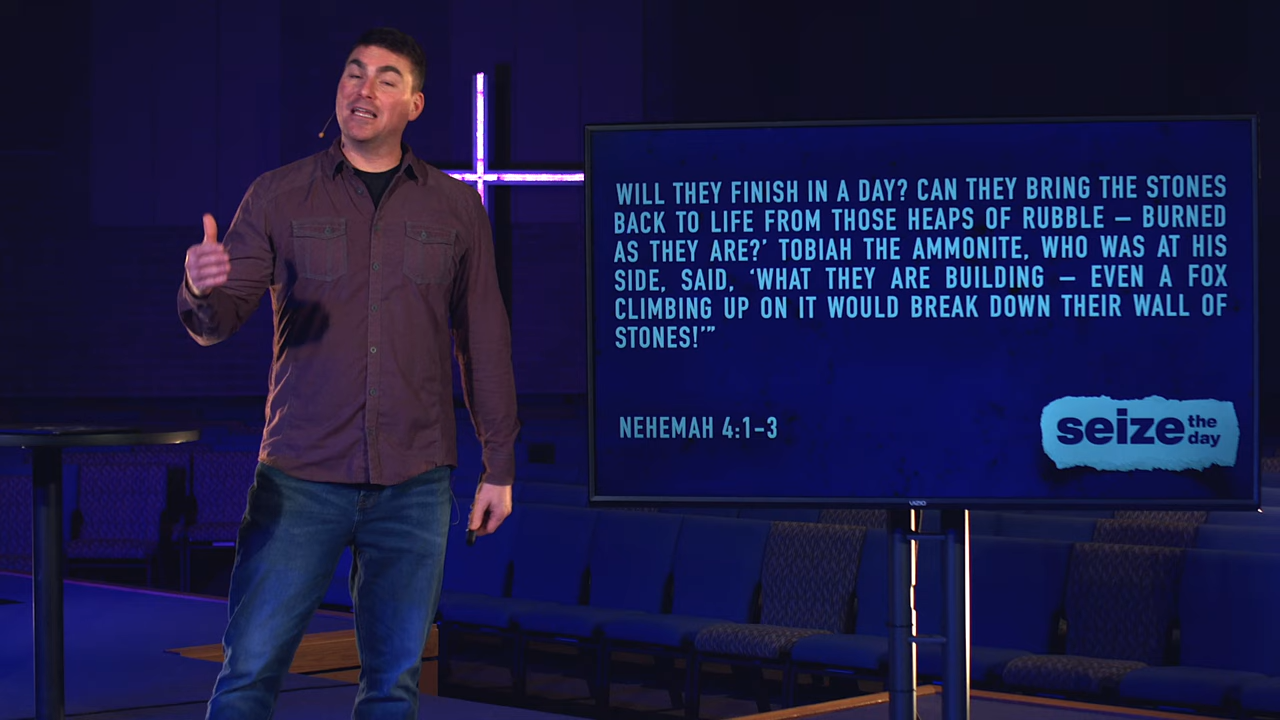 WILL THEY FINISH IN A DAY? CAN THEY BRING THE STONES
BACK TO LIFE FROM THOSE HEAPS OF RUBBLE – BURNED
AS THEY ARE?’ TOBIAH THE AMMONITE, WHO WAS AT HIS
SIDE, SAID, ‘WHAT THEY ARE BUILDING – EVEN A FOX
CLIMBING UP ON IT WOULD BREAK DOWN THEIR WALL OF
STONES!’”
NEHEMAH 4:1-3
seize the
day
VIZIO